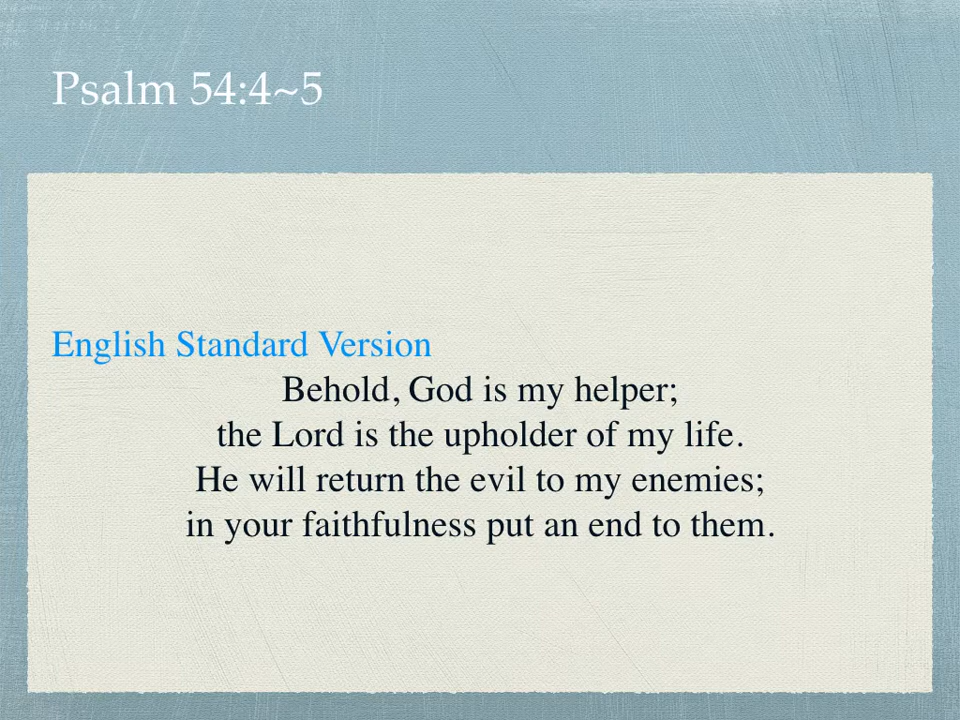 Psalm 54:4~5
English Standard Version
Behold, God is my helper;
the Lord is the upholder of my life.
He will return the evil to my enemies;
in your faithfulness put an end to them.